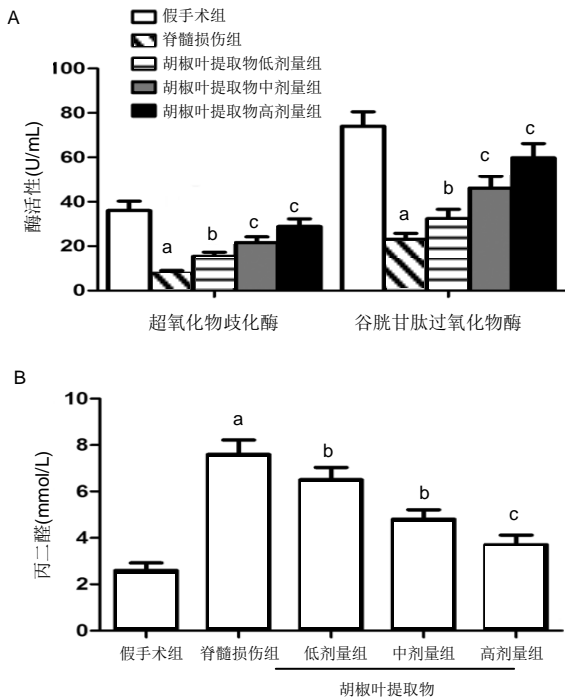 A
假手术组
脊髓损伤组
胡椒叶提取物低剂量组
胡椒叶提取物中剂量组
胡椒叶提取物高剂量组
酶活性(U/mL)
100
80
60
40
20
0
a
b
c
c
a
b
c
c
超氧化物歧化酶
谷胱甘肽过氧化物酶
B
丙二醛(mmol/L)
10
8
6
4
2
0
a
b
b
c
假手术组 脊髓损伤组 低剂量组 中剂量组 高剂量组
胡椒叶提取物